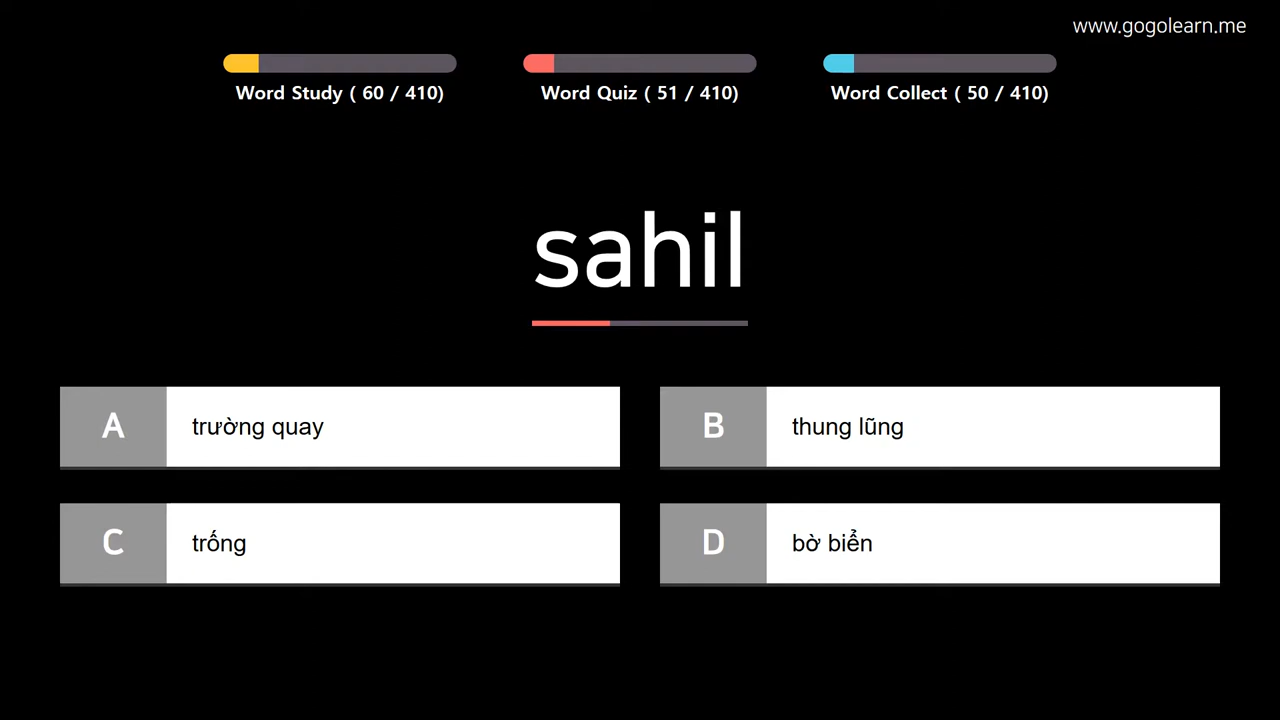 www.gogolearn.me
Word Study ( 60 / 410)
Word Quiz ( 51 / 410)
Word Collect ( 50 / 410)
sahil
A trường quay
B thung lũng
C trống
D bờ biển